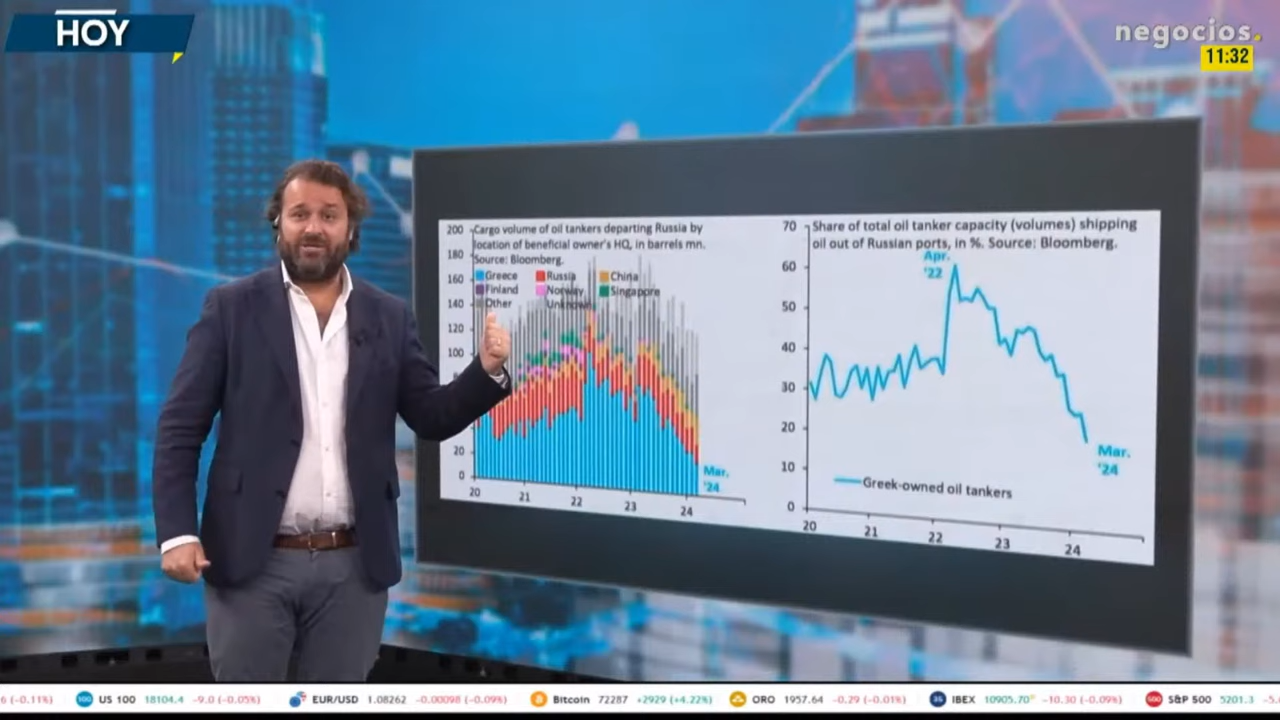 HOY
negocios.
11:32
200
Cargo volume of oil tankers departing Russia by
location of beneficial owner's HQ, in barrels mn.
Source: Bloomberg.
Greece Russia China
Finland Norway Singapore
Other Unknown
180
160
140
120
100
20
0
20 21 22 23 24
Mar.
'24
70
Share of total oil tanker capacity (volumes) shipping
oil out of Russian ports, in %. Source: Bloomberg.
Apr.
'22
60
50
40
30
20
10
0
Greek-owned oil tankers
Mar.
'24
20 21 22 23 24
6 (-0.11%) 100 US 100 18104.4 -9.0 (-0.05%) EUR/USD 1.08262 -0.00098 (-0.09%) Bitcoin 72287 +2929 (+4.22%) ORO 1957.64 -0.29 (-0.01%) 35 IBEX 10905.70 -10.30 (-0.09%) 500 S&P 500 5201.3